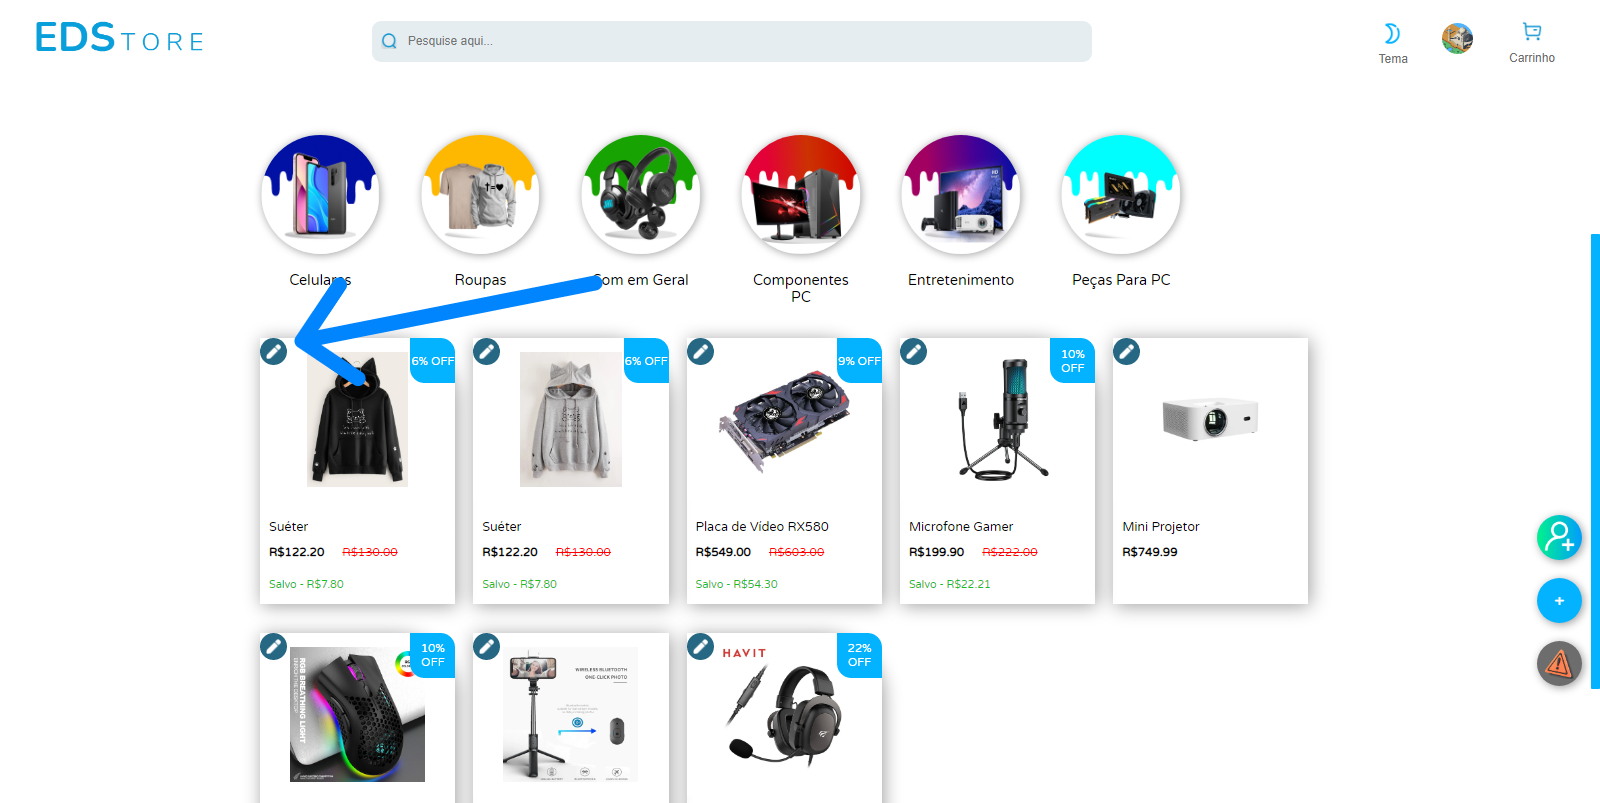 EDSTORE
Pesquise aqui...
Tema
Carrinho
Celulares
Roupas
Som em Geral
Componentes
PC
Entretenimento
Peças Para PC
6% OFF
6% OFF
9% OFF
10%
OFF
Suéter
R$122.20 R$130.00
Salvo - R$7.80
Suéter
R$122.20 R$130.00
Salvo - R$7.80
Placa de Vídeo RX580
R$549.00 R$603.00
Salvo - R$54.30
Microfone Gamer
R$199.90 R$222.00
Salvo - R$22.21
Mini Projetor
R$749.99
+
10%
OFF
RGB BREATHING
LIGHT
WIRELESS BLUETOOTH
ONE-CLICK PHOTO
HAVIT
22%
OFF